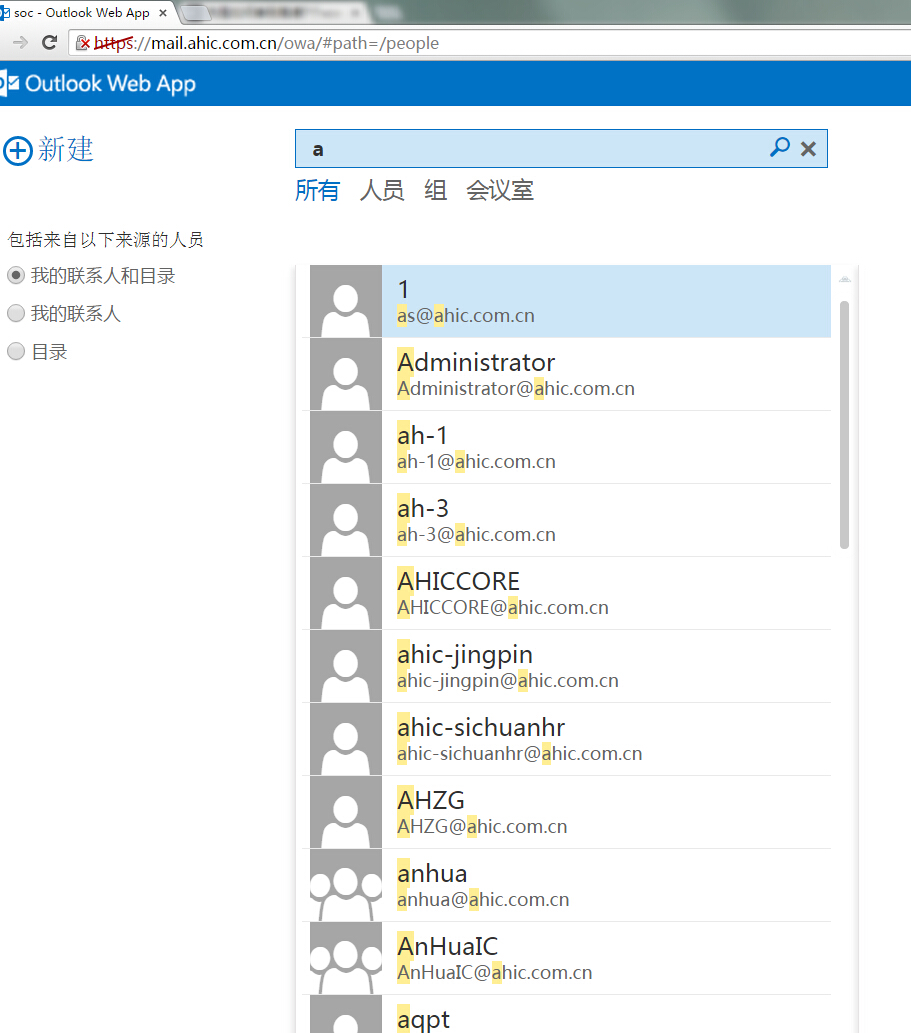 soc - Outlook Web App
https://mail.ahic.com.cn/owa/#path=/people
Outlook Web App
新建
a
所有 人员 组 会议室
包括来自以下来源的人员
我的联系人和目录
我的联系人
目录
1
as@ahic.com.cn
Administrator
Administrator@ahic.com.cn
ah-1
ah-1@ahic.com.cn
ah-3
ah-3@ahic.com.cn
AHICCORE
AHICCORE@ahic.com.cn
ahic-jingpin
ahic-jingpin@ahic.com.cn
ahic-sichuanhr
ahic-sichuanhr@ahic.com.cn
AHZG
AHZG@ahic.com.cn
anhua
anhua@ahic.com.cn
AnHuaIC
AnHuaIC@ahic.com.cn
aqpt